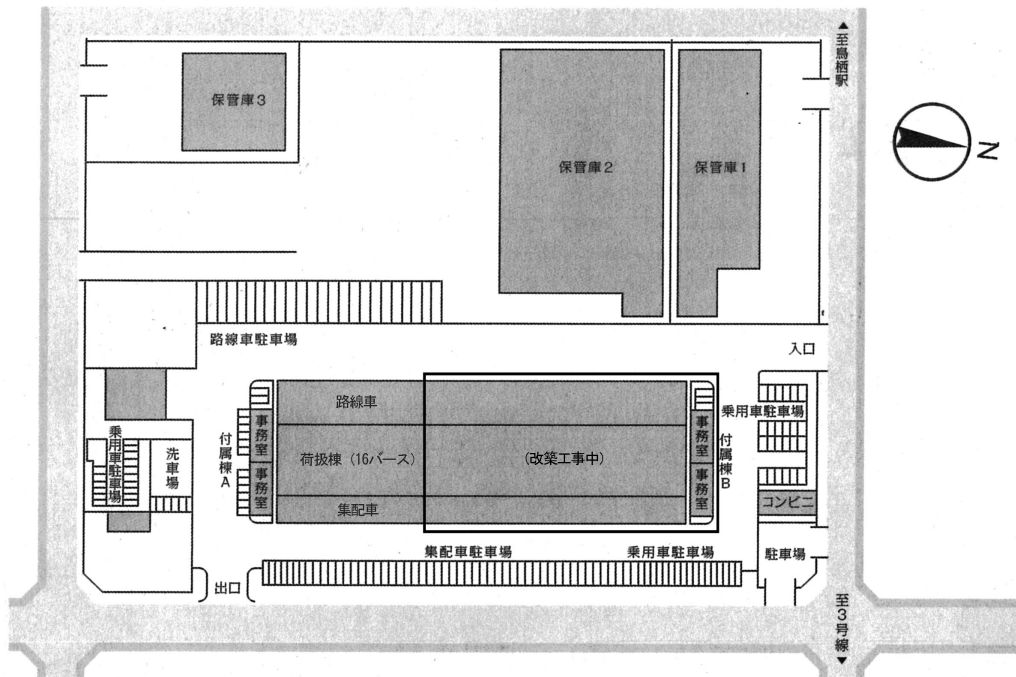 ▲至鳥栖駅
保管庫3
保管庫2
保管庫1
N
路線車駐車場
入口
路線車
乗用車駐車場
事務室
付属棟A
荷扱棟（16バース）
(改築工事中)
事務室
付属棟B
乗用車駐車場
洗車場
事務室
事務室
集配車
コンビニ
集配車駐車場
乗用車駐車場
駐車場
出口
至3号線▼